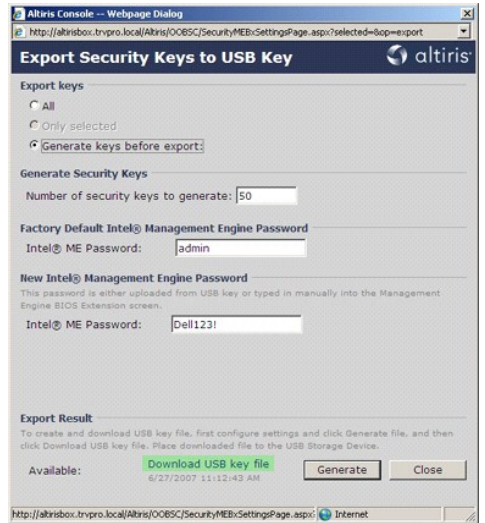 Altiris Console -- Webpage Dialog
http://altirisbox.trvpro.local/Altiris/OOBSC/SecurityMEBxSettingsPage.aspx?selected=&op=export
Export Security Keys to USB Key
altiris
Export keys
All
Only selected
Generate keys before export:
Generate Security Keys
Number of security keys to generate: 50
Factory Default Intel® Management Engine Password
Intel® ME Password: admin
New Intel® Management Engine Password
This password is either uploaded from USB key or typed in manually into the Management
Engine BIOS Extension screen.
Intel® ME Password: Dell123!
Export Result
To create and download USB key file, first configure settings and click Generate file, and then
click Download USB key file. Place downloaded file to the USB Storage Device.
Available: Download USB key file Generate Close
6/27/2007 11:12:43 AM
http://altirisbox.trvpro.local/Altiris/OOBSC/SecurityMEBxSettingsPage.aspx? Internet